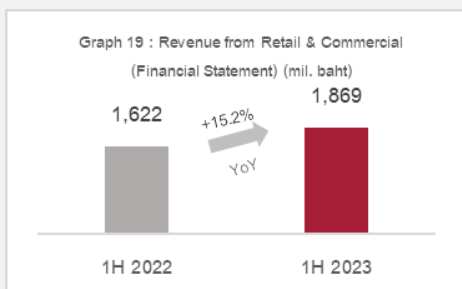 Graph 19 : Revenue from Retail & Commercial
(Financial Statement) (mil. baht)
1,622
+15.2%
YoY
1,869
1H 2022
1H 2023